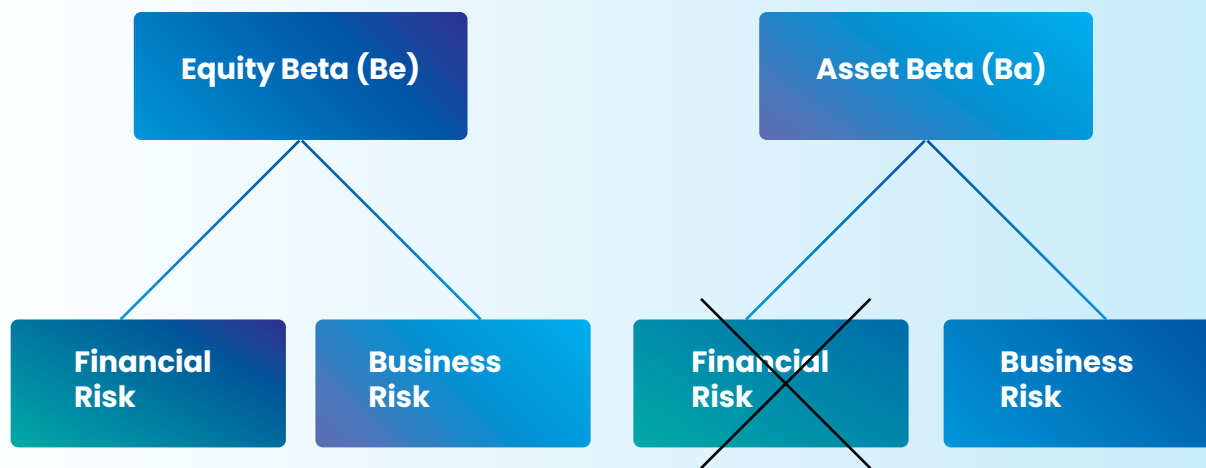 Equity Beta (Be)
Asset Beta (Ba)
Financial
Risk
Business
Risk
Financial
Risk
Business
Risk